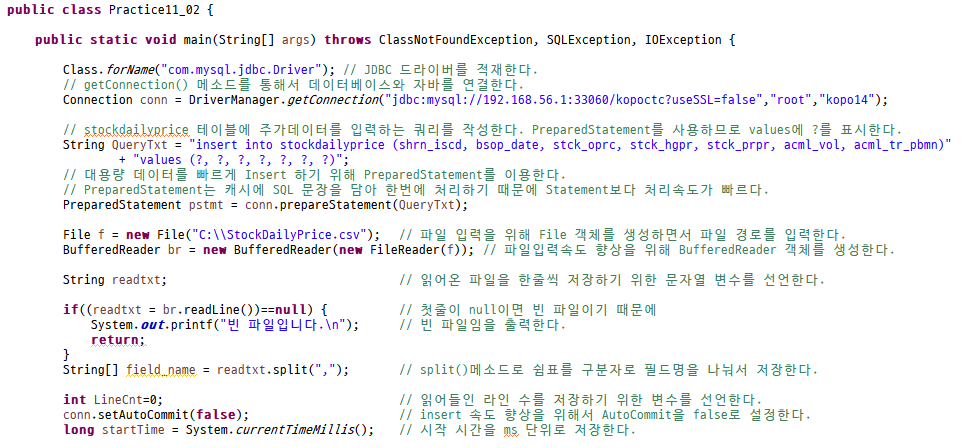 public class Practice11_02 {
public static void main(String[] args) throws ClassNotFoundException, SQLException, IOException {
Class.forName("com.mysql.jdbc.Driver"); // JDBC 드라이버를 적재한다.
// getConnection() 메소드를 통해서 데이터베이스와 자바를 연결한다.
Connection conn = DriverManager.getConnection("jdbc:mysql://192.168.56.1:33060/kopoctc?useSSL=false","root","kopo14");
// stockdailyprice 테이블에 주가데이터를 입력하는 쿼리를 작성한다. PreparedStatement를 사용하므로 values에 ?를 표시한다.
String QueryTxt = "insert into stockdailyprice (shrn_iscd, bsop_date, stck_oprc, stck_hgpr, stck_prpr, acml_vol, acml_tr_pbmn)"
+ "values (?, ?, ?, ?, ?, ?, ?)";
// 대용량 데이터를 빠르게 Insert 하기 위해 PreparedStatement를 이용한다.
// PreparedStatement는 캐시에 SQL 문장을 담아 한번에 처리하기 때문에 Statement보다 처리속도가 빠르다.
PreparedStatement pstmt = conn.prepareStatement(QueryTxt);
File f = new File("C:\\StockDailyPrice.csv"); // 파일 입력을 위해 File 객체를 생성하면서 파일 경로를 입력한다.
BufferedReader br = new BufferedReader(new FileReader(f)); // 파일입력속도 향상을 위해 BufferedReader 객체를 생성한다.
String readtxt; // 읽어온 파일을 한줄씩 저장하기 위한 문자열 변수를 선언한다.
if((readtxt = br.readLine())==null) { // 첫줄이 null이면 빈 파일이기 때문에
System.out.printf("빈 파일입니다.\n"); // 빈 파일임을 출력한다.
return;
}
String[] field_name = readtxt.split(","); // split()메소드로 쉼표를 구분자로 필드명을 나눠서 저장한다.
int LineCnt=0; // 읽어들인 라인 수를 저장하기 위한 변수를 선언한다.
conn.setAutoCommit(false); // insert 속도 향상을 위해서 AutoCommit을 false로 설정한다.
long startTime = System.currentTimeMillis(); // 시작 시간을 ms 단위로 저장한다.